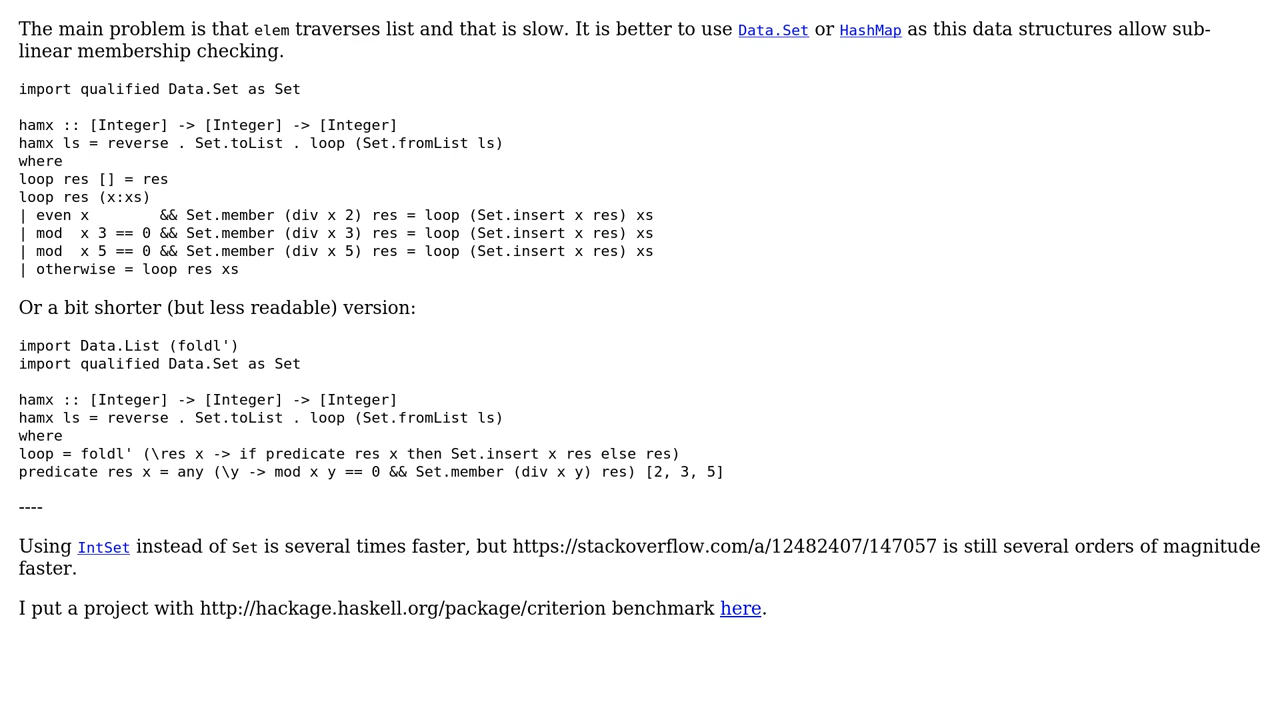 The main problem is that elem traverses list and that is slow. It is better to use Data.Set or HashMap as this data structures allow sub-
linear membership checking.
import qualified Data.Set as Set
hamx :: [Integer] -> [Integer] -> [Integer]
hamx ls = reverse . Set.toList . loop (Set.fromList ls)
where
loop res [] = res
loop res (x:xs)
| even x        && Set.member (div x 2) res = loop (Set.insert x res) xs
| mod  x 3 == 0 && Set.member (div x 3) res = loop (Set.insert x res) xs
| mod  x 5 == 0 && Set.member (div x 5) res = loop (Set.insert x res) xs
| otherwise = loop res xs
Or a bit shorter (but less readable) version:
import Data.List (foldl')
import qualified Data.Set as Set
hamx :: [Integer] -> [Integer] -> [Integer]
hamx ls = reverse . Set.toList . loop (Set.fromList ls)
where
loop = foldl' (\res x -> if predicate res x then Set.insert x res else res)
predicate res x = any (\y -> mod x y == 0 && Set.member (div x y) res) [2, 3, 5]
----
Using IntSet instead of Set is several times faster, but https://stackoverflow.com/a/12482407/147057 is still several orders of magnitude
faster.
I put a project with http://hackage.haskell.org/package/criterion benchmark here.